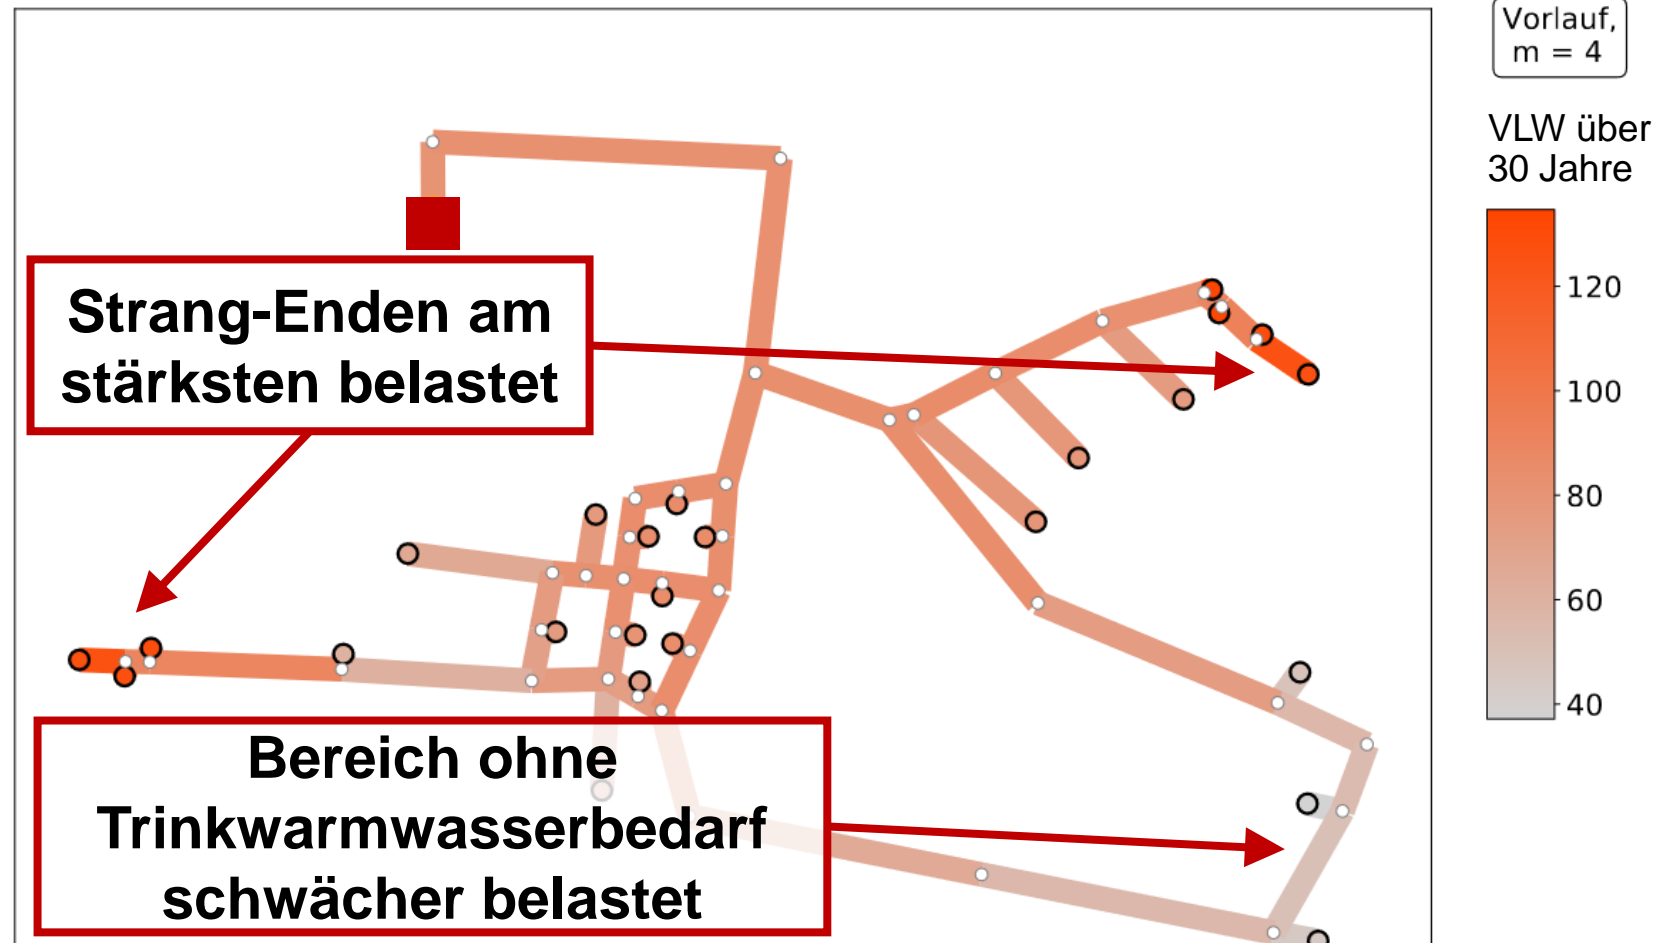 Vorlauf,
m = 4
VLW über
30 Jahre
120
100
80
60
40
Strang-Enden am
stärksten belastet
Bereich ohne
Trinkwarmwasserbedarf
schwächer belastet